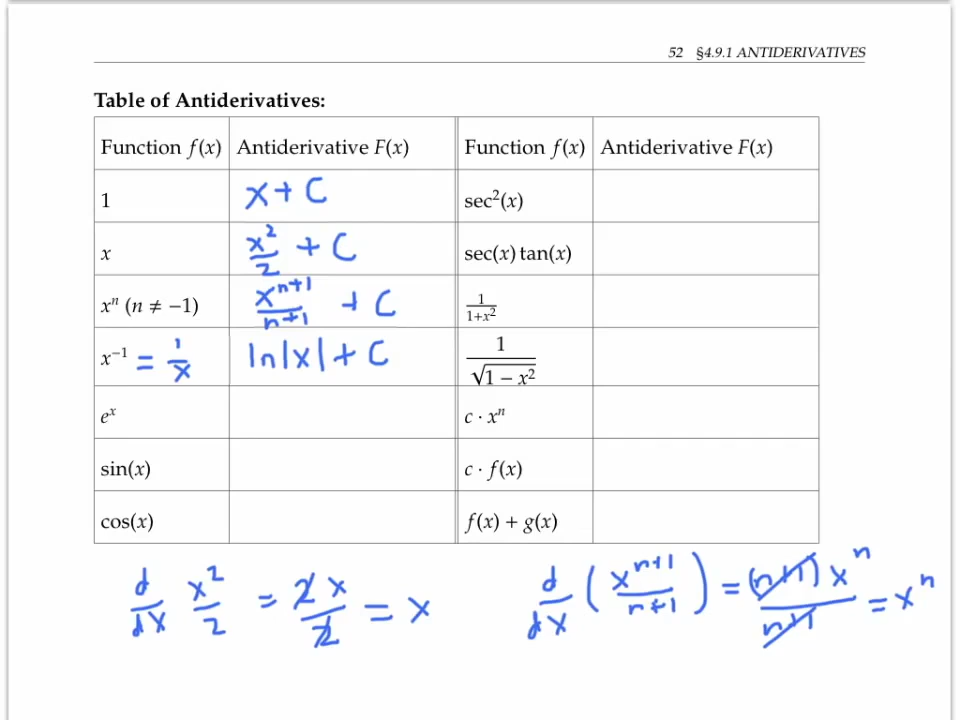 52 §4.9.1 ANTIDERIVATIVES
Table of Antiderivatives:
Function f(x) Antiderivative F(x) Function f(x) Antiderivative F(x)
1 x + C sec²(x)
x x²/2 + C sec(x) tan(x)
xⁿ (n ≠ −1) xⁿ⁺¹/n+1 + C 1/1+x²
x⁻¹ = 1/x ln|x| + C 1/√1 − x²
eˣ c · xⁿ
sin(x) c · f(x)
cos(x) f(x) + g(x)
d/dx x²/2 = 2x/2 = x d/dx (xⁿ⁺¹/n+1) = (n+1)xⁿ/n+1 = xⁿ